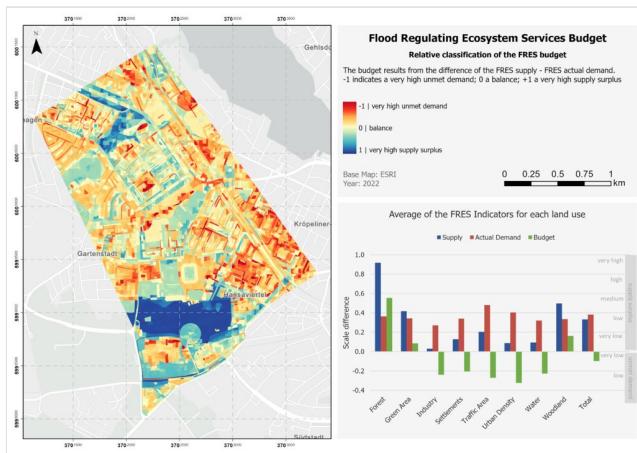 N
Gehlsdo
hagen
Kröpeliner-
Gartenstadt
Hansaviertel
Südstadt
Flood Regulating Ecosystem Services Budget
Relative classification of the FRES budget
The budget results from the difference of the FRES supply - FRES actual demand.
-1 indicates a very high unmet demand; 0 a balance; +1 a very high supply surplus
-1 | very high unmet demand
0 | balance
1 | very high supply surplus
Base Map: ESRI
Year: 2022
0 0.25 0.5 0.75 1
km
Average of the FRES Indicators for each land use
Supply Actual Demand Budget
Scale difference
1.0
0.8
0.6
0.4
0.2
0.0
-0.2
-0.4
very high
high
medium
low
very low
very low
low
Forest
Green Area
Industry
Settlements
Traffic Area
Urban Density
Water
Woodland
Total